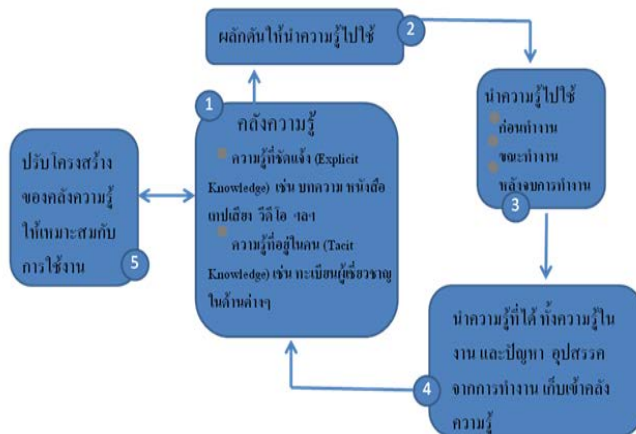 ผลักดันให้นำความรู้ไปใช้
2
1
คลังความรู้
ความรู้ที่ชัดแจ้ง (Explicit
Knowledge) เช่น บทความ หนังสือ
เทปเสียง วีดีโอ ฯลฯ
ความรู้ที่อยู่ในคน (Tacit
Knowledge) เช่น ทะเบียนผู้เชี่ยวชาญ
ในด้านต่างๆ
นำความรู้ไปใช้
ก่อนทำงาน
ขณะทำงาน
หลังจบการทำงาน
3
นำความรู้ที่ได้ ทั้งความรู้ใน
งาน และปัญหา อุปสรรค
จากการทำงาน เก็บเข้าคลัง
ความรู้
4
ปรับโครงสร้าง
ของคลังความรู้
ให้เหมาะสมกับ
การใช้งาน
5